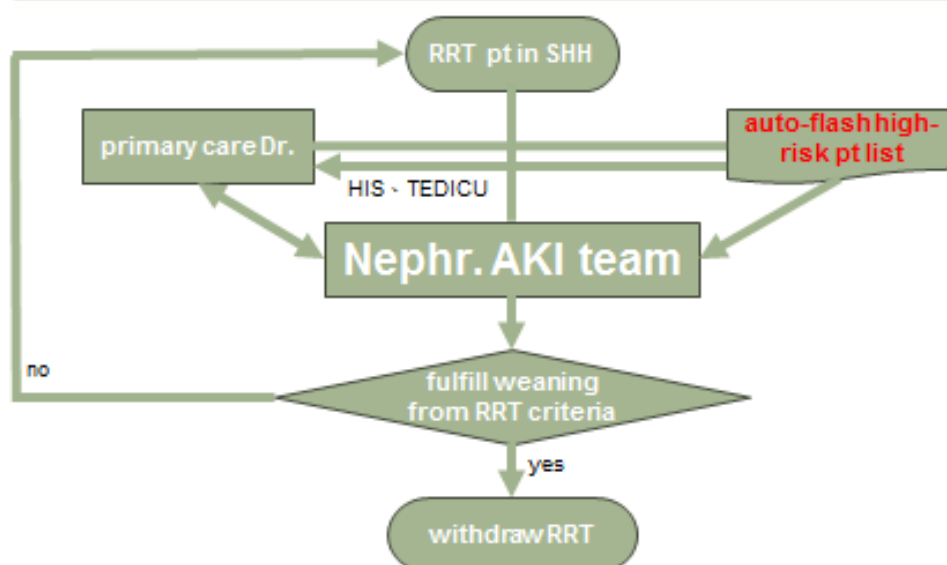 RRT pt in SHH
primary care Dr.
auto-flash high-
risk pt list
HIS、TEDICU
Nephr. AKI team
no
fulfill weaning
from RRT criteria
yes
withdraw RRT